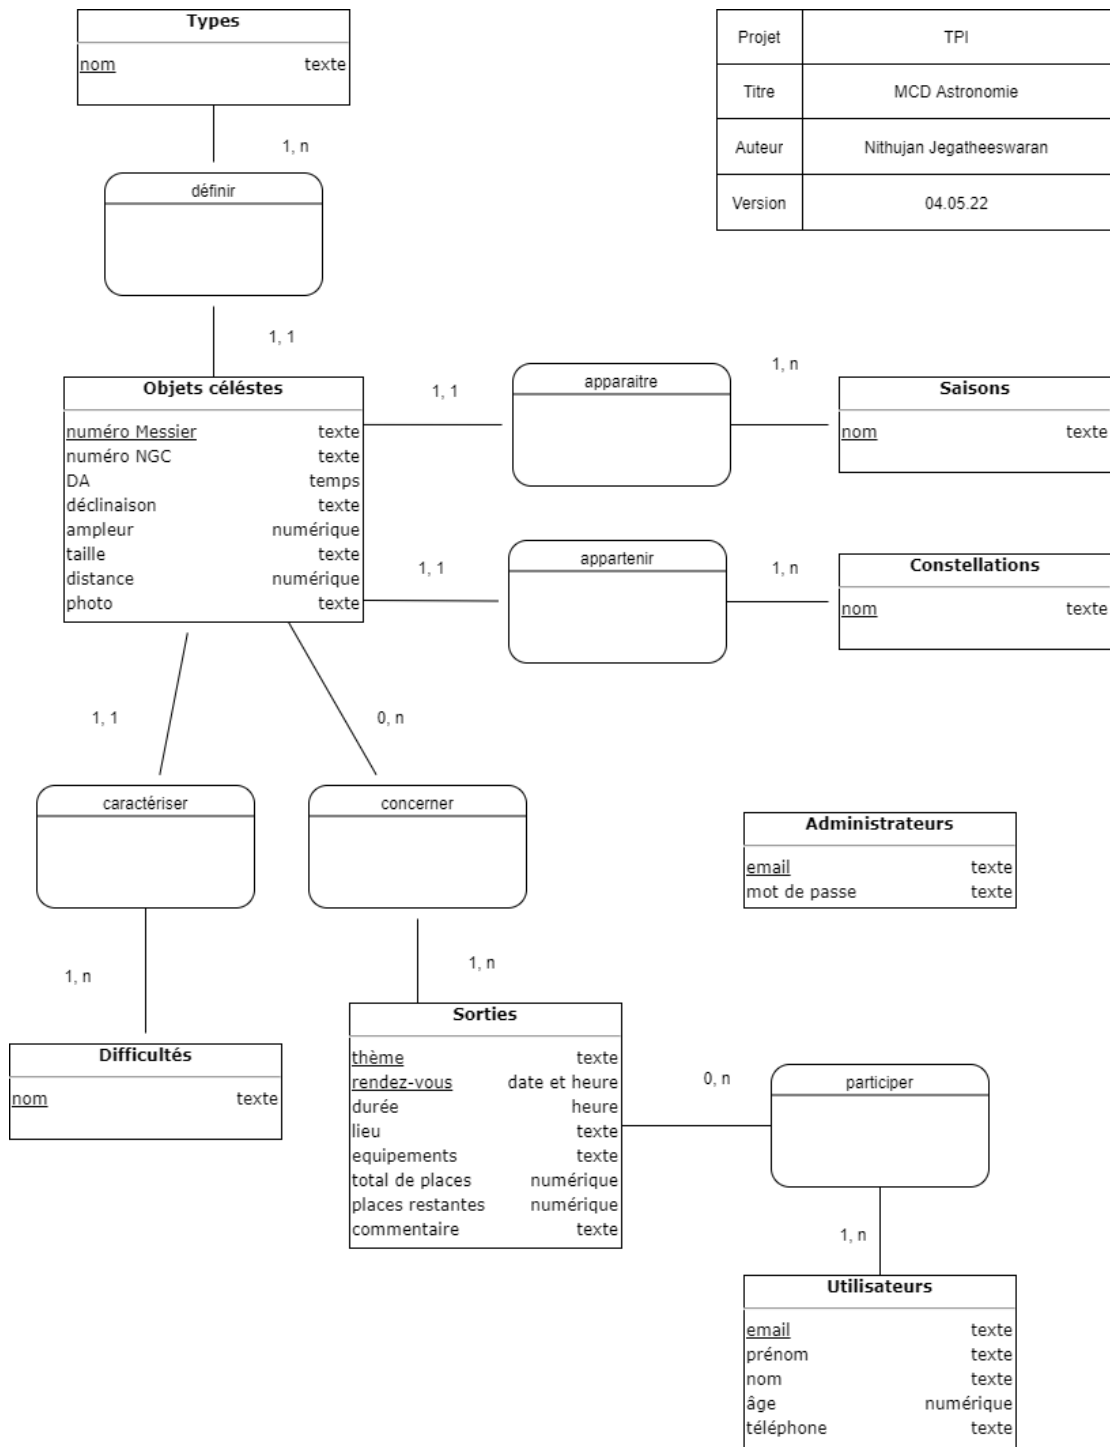 Types
nom texte
Projet TPI
Titre MCD Astronomie
Auteur Nithujan Jegatheeswaran
Version 04.05.22
1, n
définir
1, 1
Objets céléstes
numéro Messier texte
numéro NGC texte
DA temps
déclinaison texte
ampleur numérique
taille texte
distance numérique
photo texte
1, 1
apparaitre
1, n
Saisons
nom texte
1, 1
appartenir
1, n
Constellations
nom texte
1, 1
0, n
caractériser
concerner
Administrateurs
email texte
mot de passe texte
1, n
1, n
Difficultés
nom texte
Sorties
thème texte
rendez-vous date et heure
durée heure
lieu texte
equipements texte
total de places numérique
places restantes numérique
commentaire texte
0, n
participer
1, n
Utilisateurs
email texte
prénom texte
nom texte
âge numérique
téléphone texte